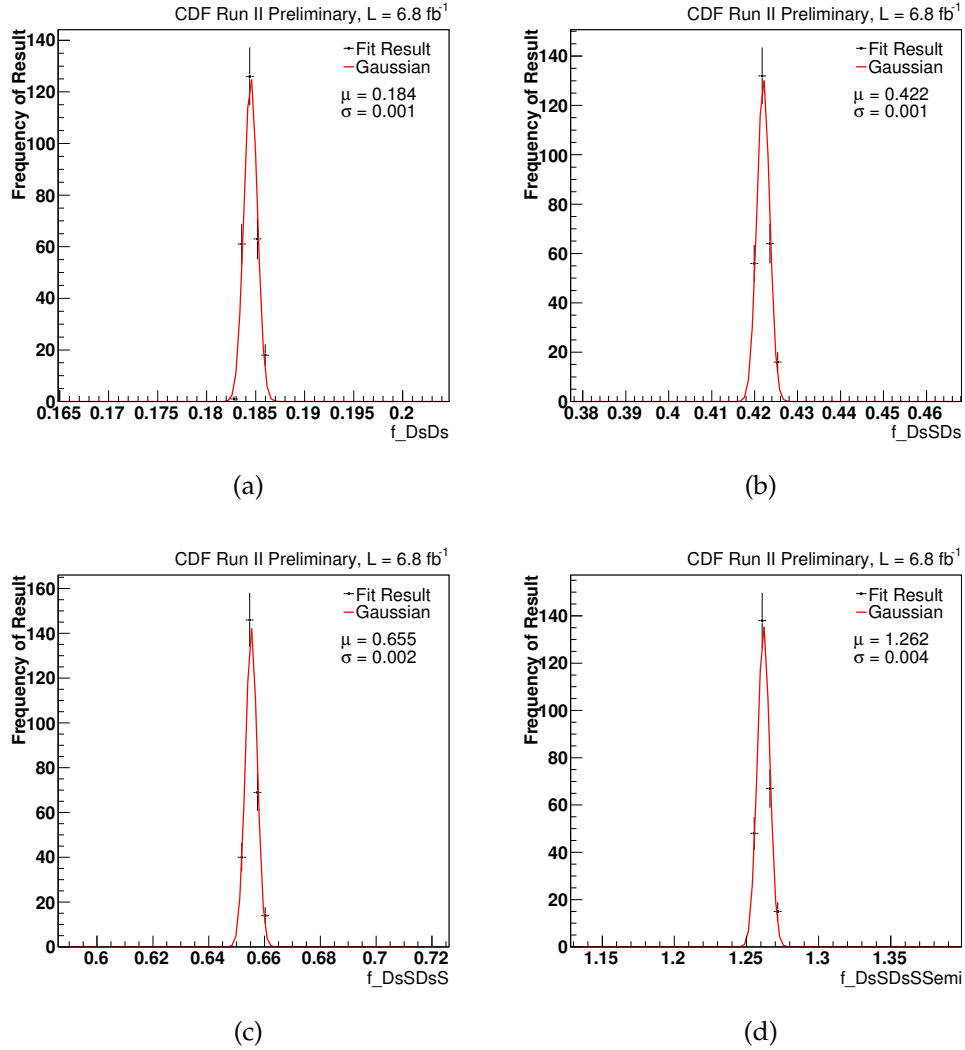 CDF Run II Preliminary, L = 6.8 fb-1
Frequency of Result
140
120
100
80
60
40
20
0
Fit Result
Gaussian
μ = 0.184
σ = 0.001
0.165 0.17 0.175 0.18 0.185 0.19 0.195 0.2
f_DsDs
(a)
CDF Run II Preliminary, L = 6.8 fb-1
Frequency of Result
140
120
100
80
60
40
20
0
Fit Result
Gaussian
μ = 0.422
σ = 0.001
0.38 0.39 0.4 0.41 0.42 0.43 0.44 0.45 0.46
f_DsSDs
(b)
CDF Run II Preliminary, L = 6.8 fb-1
Frequency of Result
160
140
120
100
80
60
40
20
0
Fit Result
Gaussian
μ = 0.655
σ = 0.002
0.6 0.62 0.64 0.66 0.68 0.7 0.72
f_DsSDsS
(c)
CDF Run II Preliminary, L = 6.8 fb-1
Frequency of Result
140
120
100
80
60
40
20
0
Fit Result
Gaussian
μ = 1.262
σ = 0.004
1.15 1.2 1.25 1.3 1.35
f_DsSDsSSemi
(d)